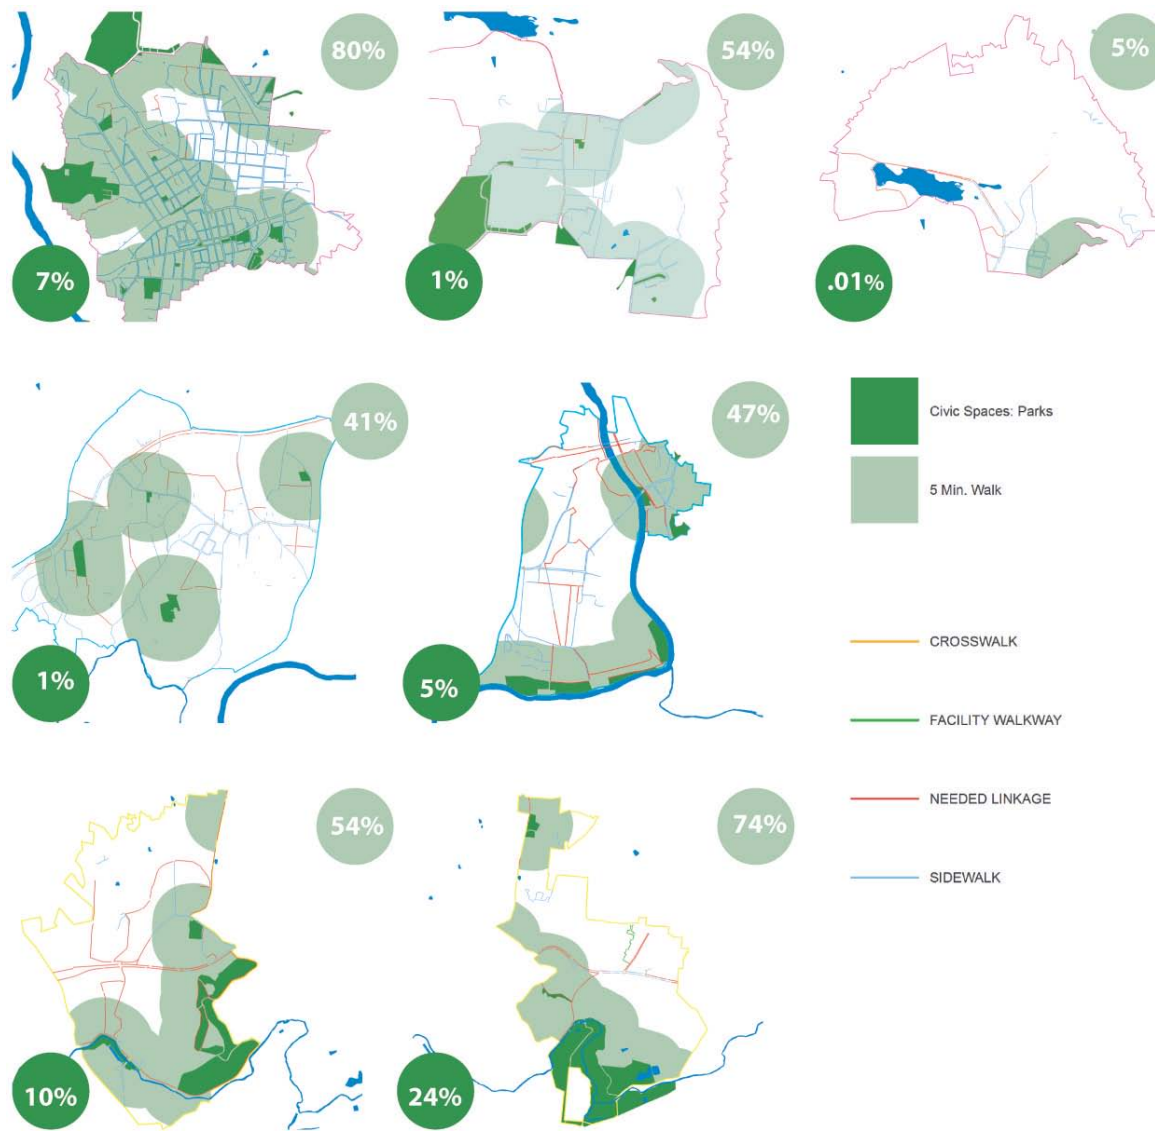 80%
54%
5%
7%
1%
.01%
41%
47%
Civic Spaces: Parks
5 Min. Walk
1%
5%
CROSSWALK
FACILITY WALKWAY
NEEDED LINKAGE
SIDEWALK
54%
74%
10%
24%